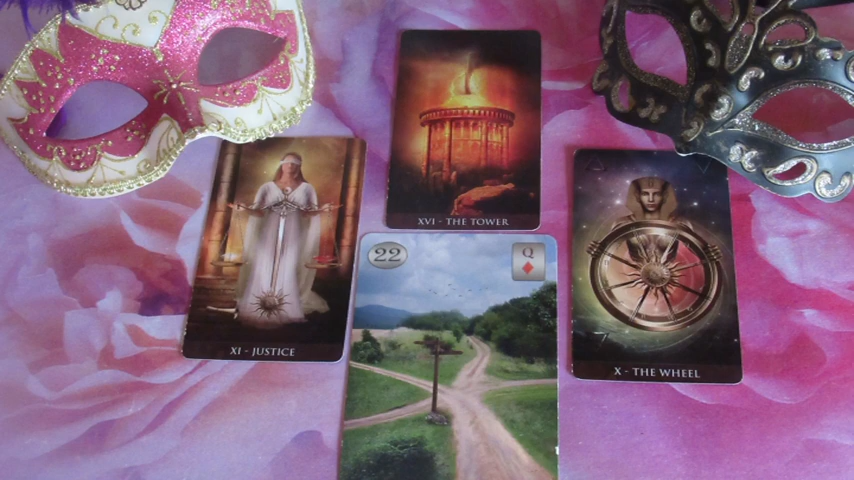 XVI - THE TOWER
XI - JUSTICE
22
Q
X - THE WHEEL